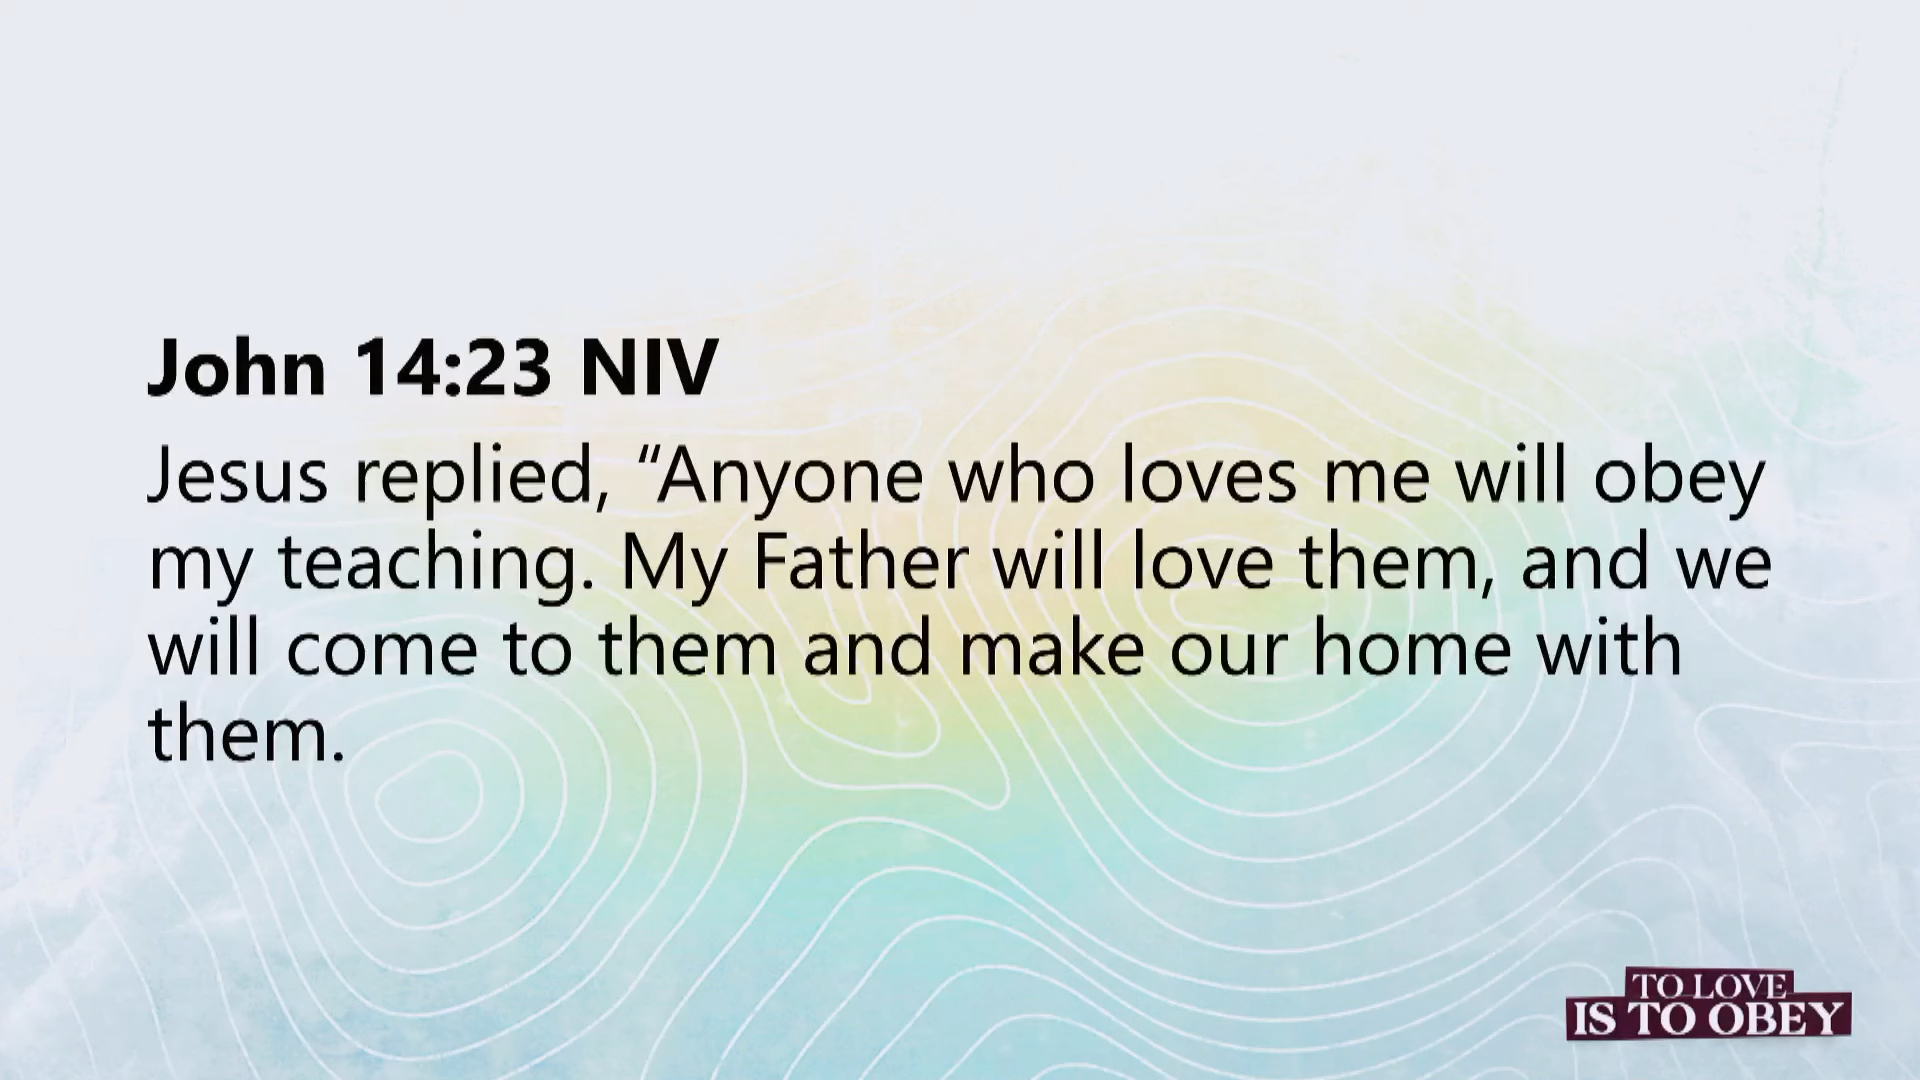 John 14:23 NIV
Jesus replied, “Anyone who loves me will obey
my teaching. My Father will love them, and we
will come to them and make our home with
them.
TO LOVE
IS TO OBEY